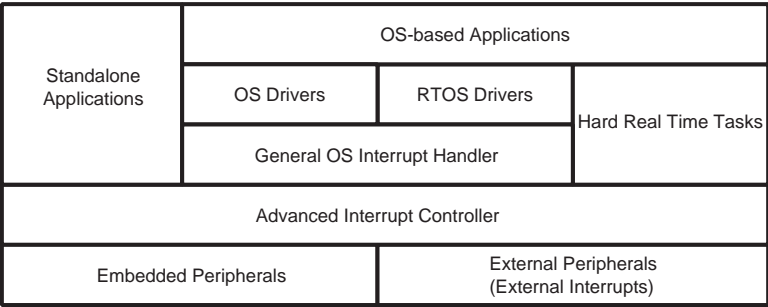 OS-based Applications
Standalone
Applications
OS Drivers
RTOS Drivers
Hard Real Time Tasks
General OS Interrupt Handler
Advanced Interrupt Controller
Embedded Peripherals
External Peripherals
(External Interrupts)